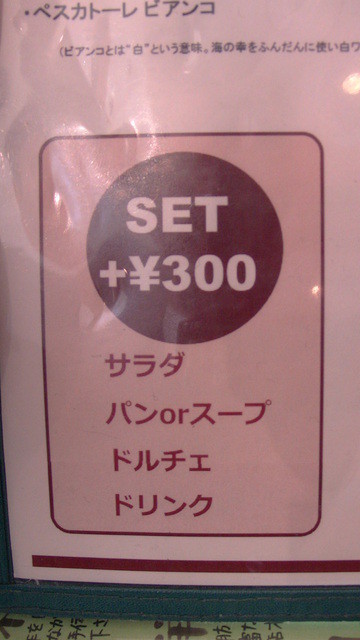 ・ペスカトーレ ビアンコ
(ビアンコとは"白"という意味。海の幸をふんだんに使い白ワ
SET
+¥300
サラダ
パンorスープ
ドルチェ
ドリンク